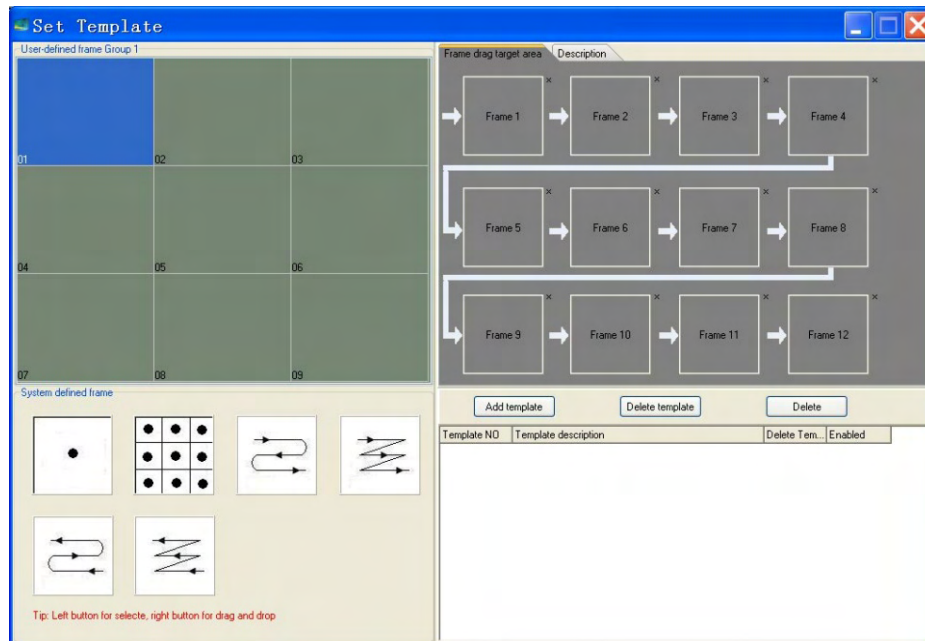 Set Template
User-defined frame Group 1
01 02 03
04 05 06
07 08 09
System defined frame
Tip: Left button for selecte, right button for drag and drop
Frame drag target area Description
Frame 1 Frame 2 Frame 3 Frame 4
Frame 5 Frame 6 Frame 7 Frame 8
Frame 9 Frame 10 Frame 11 Frame 12
Add template Delete template Delete
Template NO Template description Delete Tem... Enabled